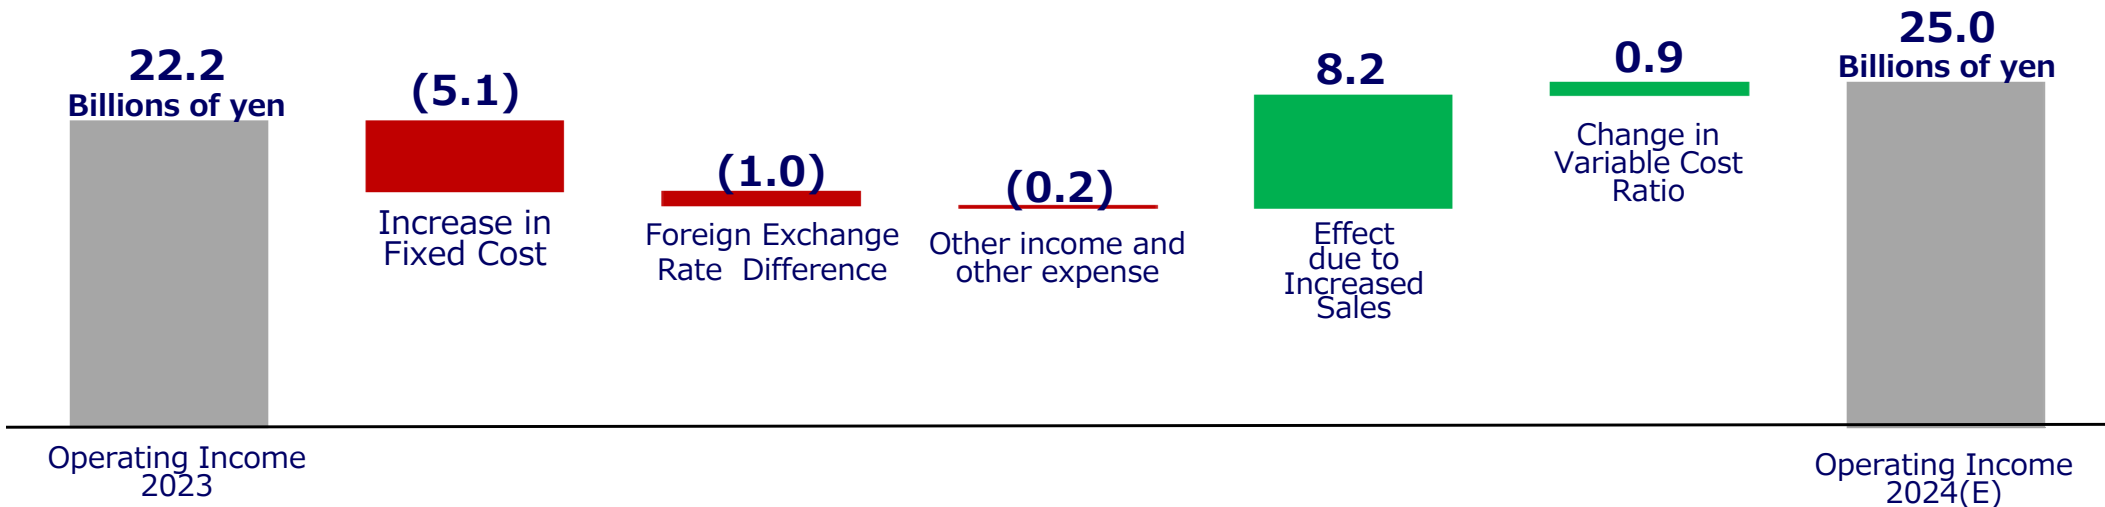 22.2
Billions of yen
Operating Income
2023
(5.1)
Increase in
Fixed Cost
(1.0)
Foreign Exchange
Rate  Difference
(0.2)
Other income and
other expense
8.2
Effect
due to
Increased
Sales
0.9
Change in
Variable Cost
Ratio
25.0
Billions of yen
Operating Income
2024(E)